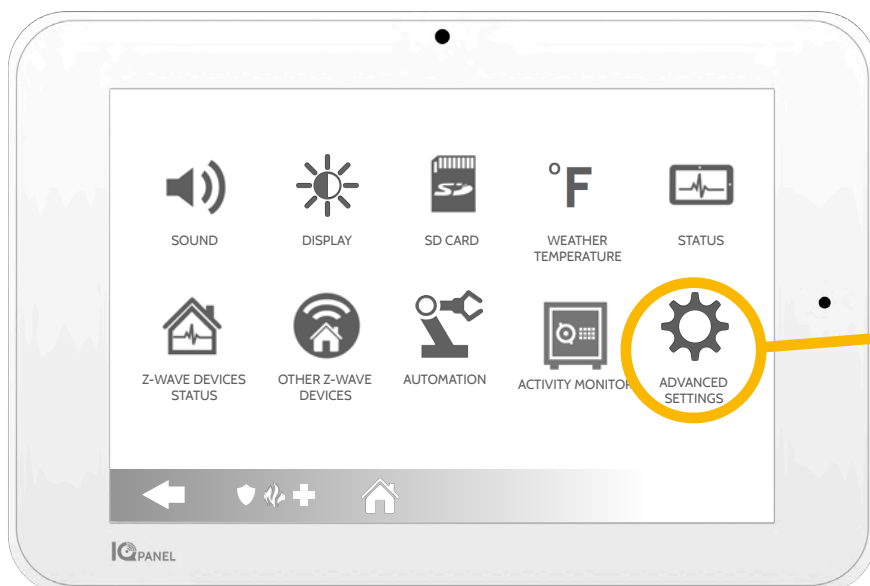 SD
°F
SOUND
DISPLAY
SD CARD
WEATHER
TEMPERATURE
STATUS
Z-WAVE DEVICES
STATUS
OTHER Z-WAVE
DEVICES
AUTOMATION
ACTIVITY MONITOR
ADVANCED
SETTINGS
IQ PANEL